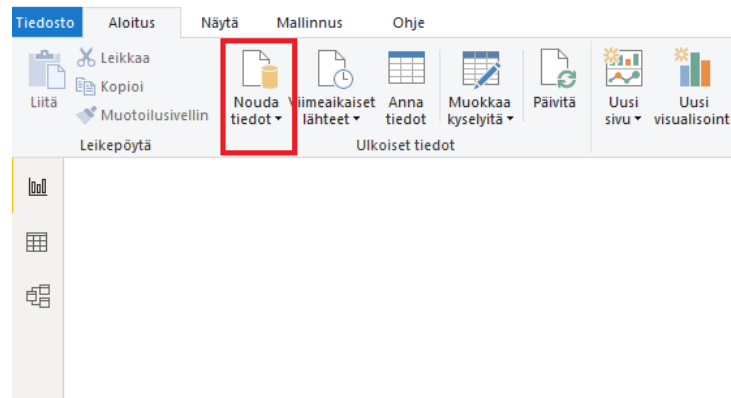 Tiedosto Aloitus Näytä Mallinnus Ohje
Liitä
Leikkaa
Kopioi
Muotoilusivellin
Leikepöytä
Nouda
tiedot
Viimeaikaiset
lähteet
Anna
tiedot
Muokkaa
kyselyitä
Päivitä
Ulkoiset tiedot
Uusi
sivu
Uusi
visualisoint